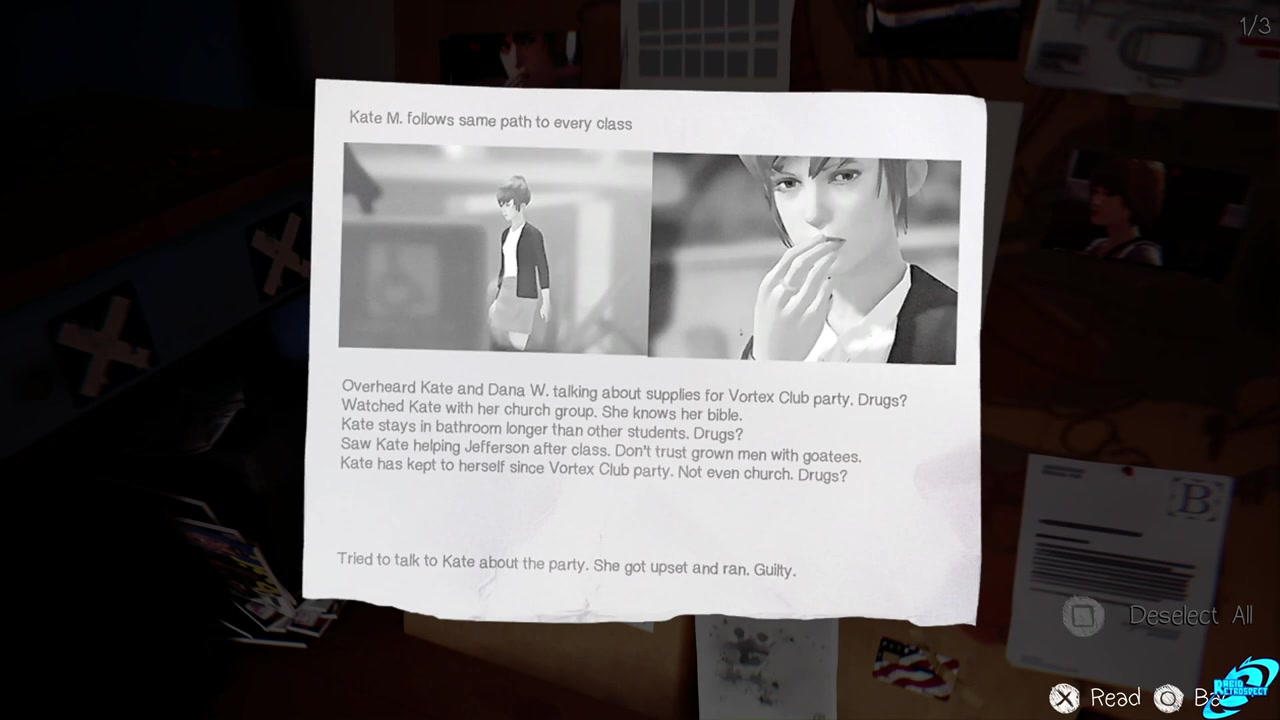 1/3
Kate M. follows same path to every class
Overheard Kate and Dana W. talking about supplies for Vortex Club party. Drugs?
Watched Kate with her church group. She knows her bible.
Kate stays in bathroom longer than other students. Drugs?
Saw Kate helping Jefferson after class. Don't trust grown men with goatees.
Kate has kept to herself since Vortex Club party. Not even church. Drugs?
Tried to talk to Kate about the party. She got upset and ran. Guilty.
B
Deselect All
Read
RETROSPECT